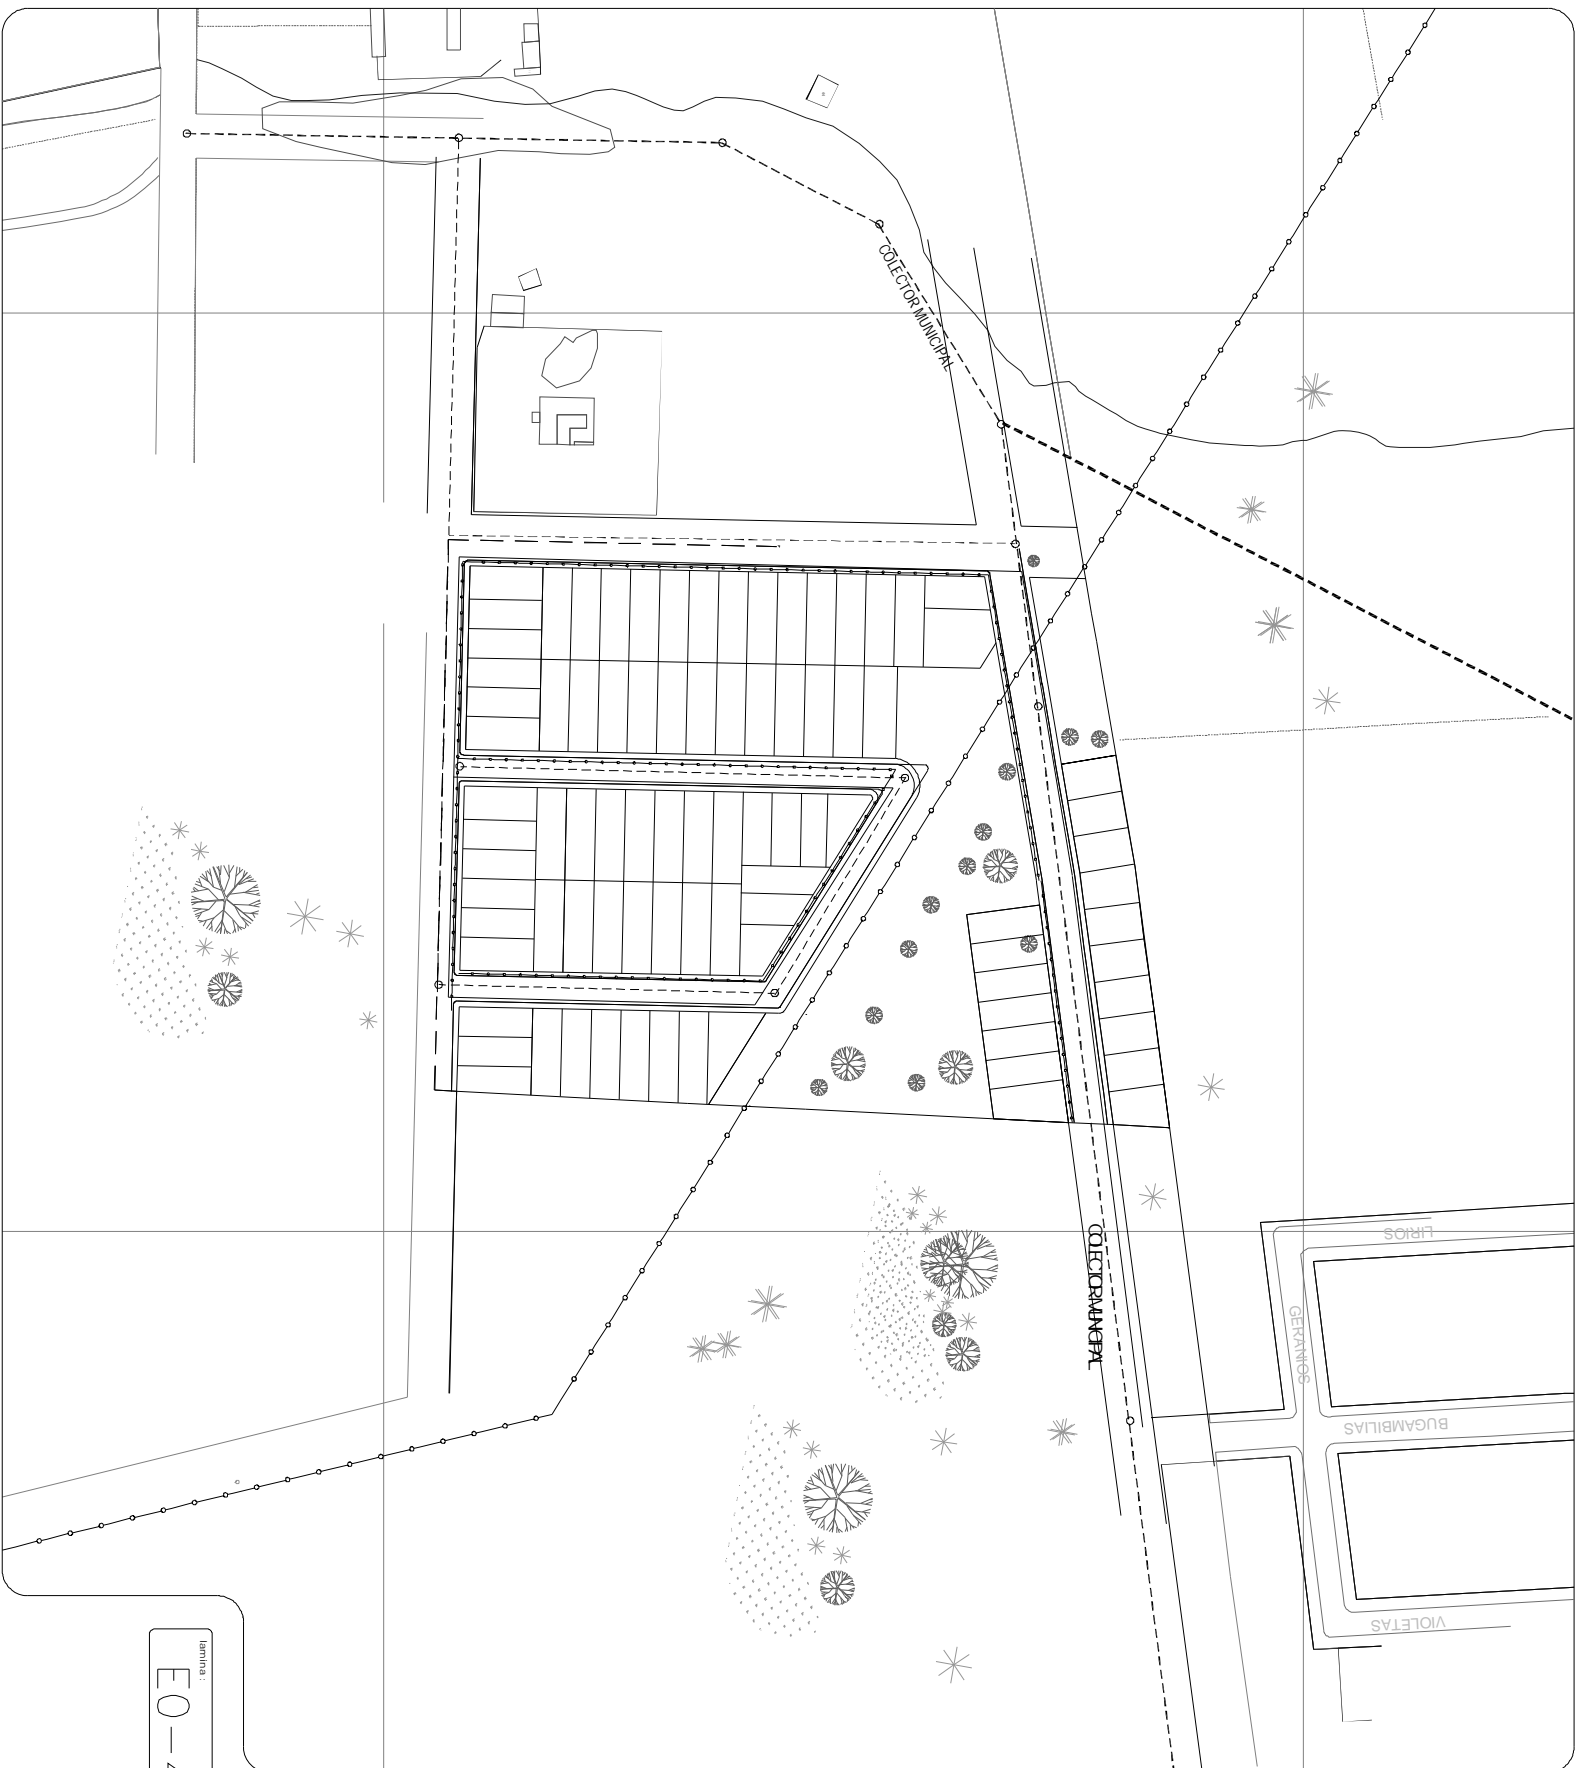 COLECTOR MUNICIPAL
COLECTOR MUNICIPAL
LIRIOS
GERANIOS
BUGAMBILIAS
VIOLETAS
lamina :
EO —